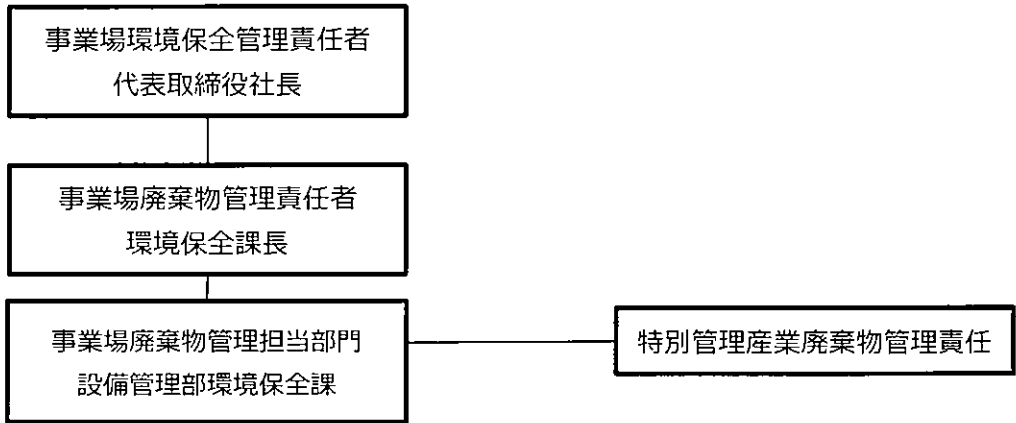 事業場環境保全管理責任者
代表取締役社長
事業場廃棄物管理責任者
環境保全課長
事業場廃棄物管理担当部門
設備管理部環境保全課
特別管理産業廃棄物管理責任